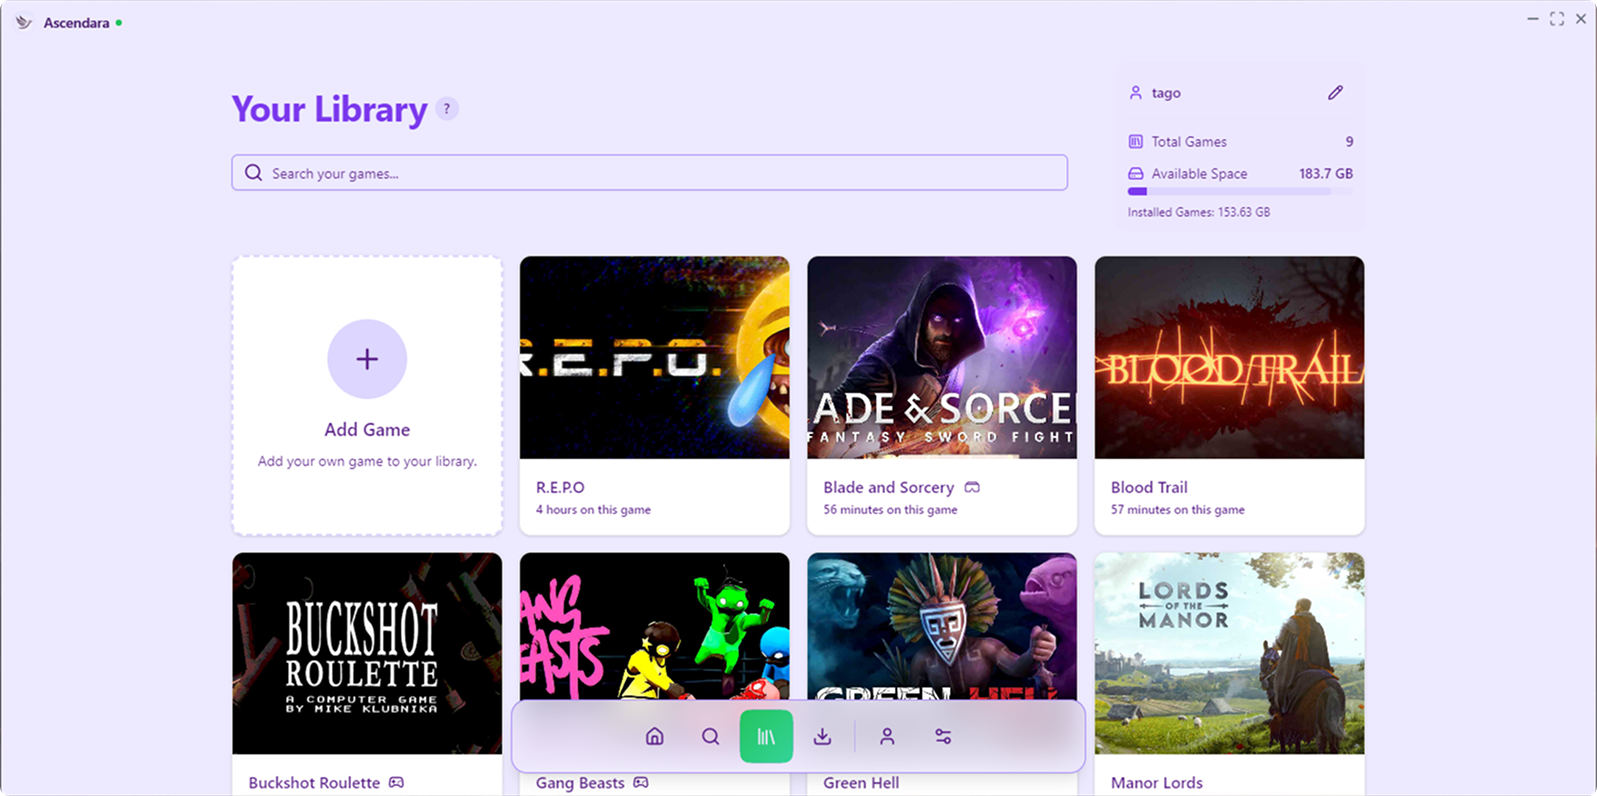 Ascendara
Your Library ?
Search your games...
tago
Total Games 9
Available Space 183.7 GB
Installed Games: 153.63 GB
Add Game
Add your own game to your library.
R.E.P.O.
R.E.P.O
4 hours on this game
ADE & SORCE
FANTASY SWORD FIGHT
Blade and Sorcery
56 minutes on this game
BLOOD TRAIL
Blood Trail
57 minutes on this game
BUCKSHOT
ROULETTE
A COMPUTER GAME
BY MIKE KLUBNIKA
Buckshot Roulette
ANG
EASTS
Gang Beasts
GREEN HELL
Green Hell
LORDS
OF THE
MANOR
Manor Lords